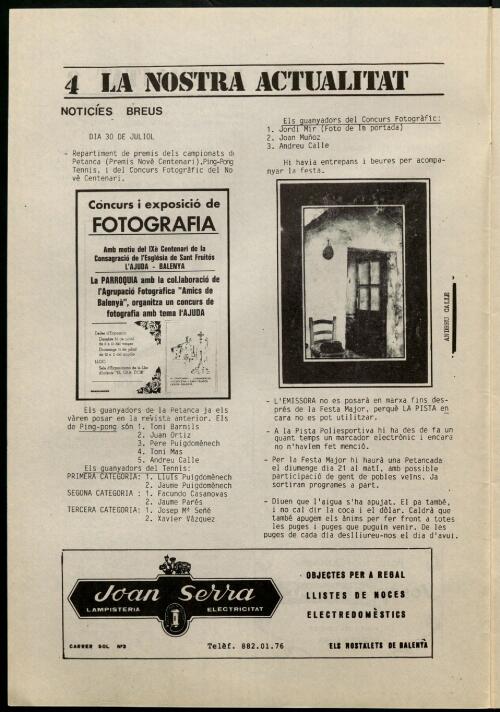 4 LA NOSTRA ACTUALITAT
NOTICÍES BREUS
DIA 30 DE JULIOL
- Repartiment de premis dels campionats de
Petanca (Premis Novè Centenari),Ping-Pong
Tennis, i del Concurs Fotogràfic del No
vè Centenari.
Concurs i exposició de
FOTOGRAFIA
Amb motiu del IXè Centenari de la
Consagració de l'Església de Sant Fruitós
L'AJUDA - BALENYA
La PARROQUIA amb la col.laboració de
l'Agrupació Fotogràfica "Amics de
Balenyà", organitza un concurs de
fotografia amb tema l'AJUDA
Els guanyadors de la Petanca ja els
vàrem posar en la revista anterior. Els
de Ping-pong són 1. Toni Barnils
2. Juan Ortiz
3. Pere Puigdomènech
4. Toni Mas
5. Andreu Calle
Els guanyadors del Tennis:
PRIMERA CATEGORIA: 1. Lluís Puigdomènech
2. Jaume Puigdomènech
SEGONA CATEGORIA : 1. Facundo Casanovas
2. Jaume Parés
TERCERA CATEGORIA: 1. Josep Mª Señé
2. Xavier Vázquez
Els guanyadors del Concurs Fotogràfic:
1. Jordi Mir (Foto de la portada)
2. Joan Muñoz
3. Andreu Calle
Hi havia entrepans i beures per acompa-
nyar la festa.
ANDREU CALLE
- L'EMISSORA no es posarà en marxa fins des-
prés de la Festa Major, perquè LA PISTA en
cara no es pot utilitzar.
- A la Pista Poliesportiva hi ha des de fa un
quant temps un marcador electrònic i encara
no n'havíem fet menció.
- Per la Festa Major hi haurà una Petancada
el diumenge dia 21 al matí, amb possible
participació de gent de pobles veïns. Ja
sortiran programes a part.
- Diuen que l'aigua s'ha apujat. El pa també,
i no cal dir la coca i el dòlar. Caldrà que
també apugem els ànims per fer front a totes
les puges i puges que puguin venir. De les
puges de cada dia deslliureu-nos el dia d'avui.
Joan Serra
LAMPISTERIA ELECTRICITAT
CARRER SOL Nº3
Telèf. 882.01.76
OBJECTES PER A REGAL
LLISTES DE NOCES
ELECTRODOMÈSTICS
ELS HOSTALETS DE BALENYÀ